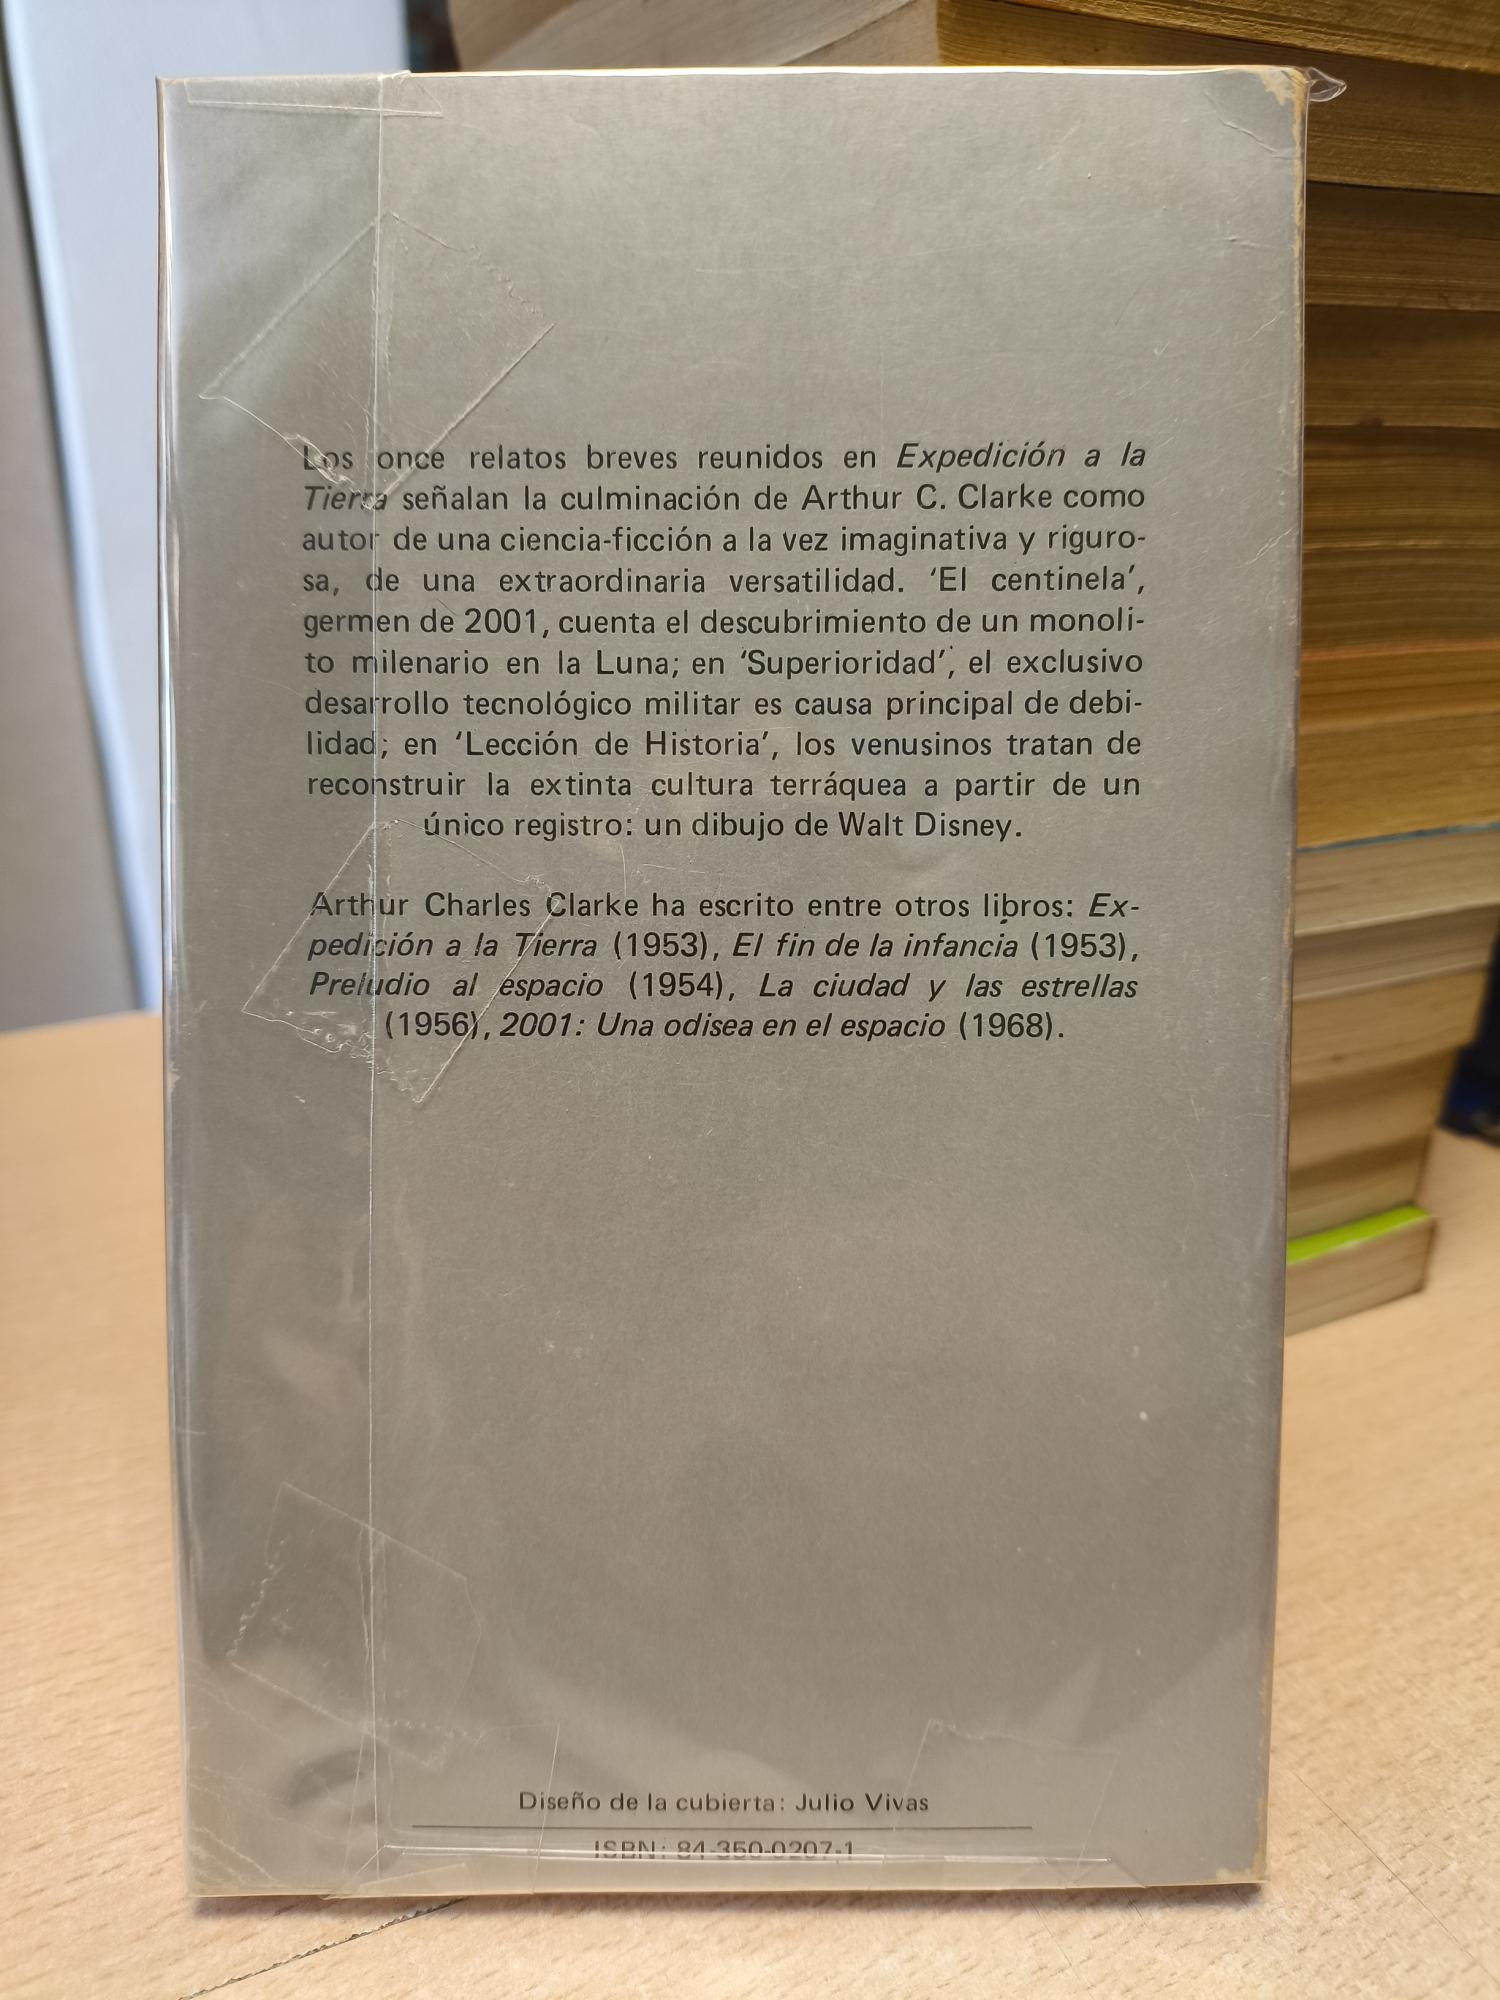 Los once relatos breves reunidos en Expedición a la
Tierra señalan la culminación de Arthur C. Clarke como
autor de una ciencia-ficción a la vez imaginativa y riguro-
sa, de una extraordinaria versatilidad. ‘El centinela’,
germen de 2001, cuenta el descubrimiento de un monoli-
to milenario en la Luna; en ‘Superioridad’, el exclusivo
desarrollo tecnológico militar es causa principal de debi-
lidad; en ‘Lección de Historia’, los venusinos tratan de
reconstruir la extinta cultura terráquea a partir de un
único registro: un dibujo de Walt Disney.
Arthur Charles Clarke ha escrito entre otros libros: Ex-
pedición a la Tierra (1953), El fin de la infancia (1953),
Preludio al espacio (1954), La ciudad y las estrellas
(1956), 2001: Una odisea en el espacio (1968).
Diseño de la cubierta: Julio Vivas
ISBN: 84-350-0207-1